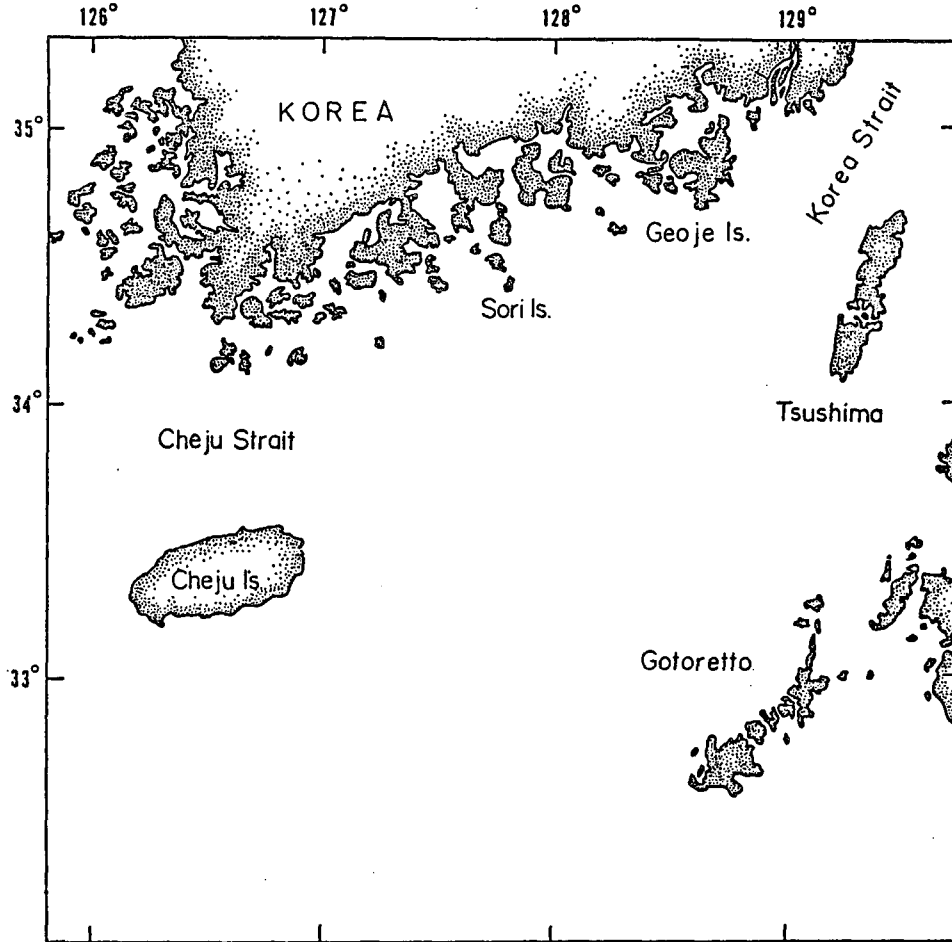 126° 127° 128° 129°
KOREA
35°
Korea Strait
Geoje Is.
Sori Is.
34°
Tsushima
Cheju Strait
Cheju Is.
33°
Gotoretto